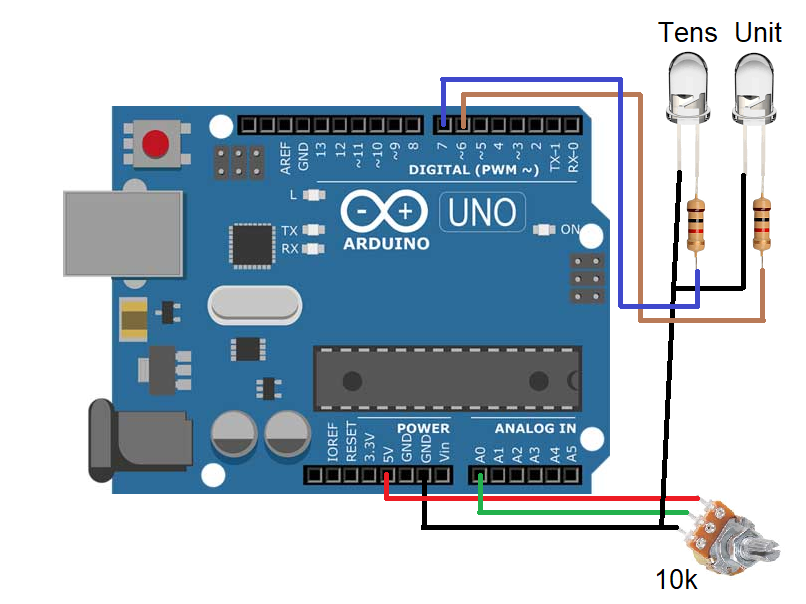 Tens Unit
AREF
GND
13
12
~11
~10
~9
8
7
~6
~5
~4
~3
2
TX-1
RX-0
DIGITAL (PWM ~)
L
TX
RX
ARDUINO
UNO
ON
POWER
ANALOG IN
IOREF
RESET
3.3V
5V
GND
GND
Vin
A0
A1
A2
A3
A4
A5
10k